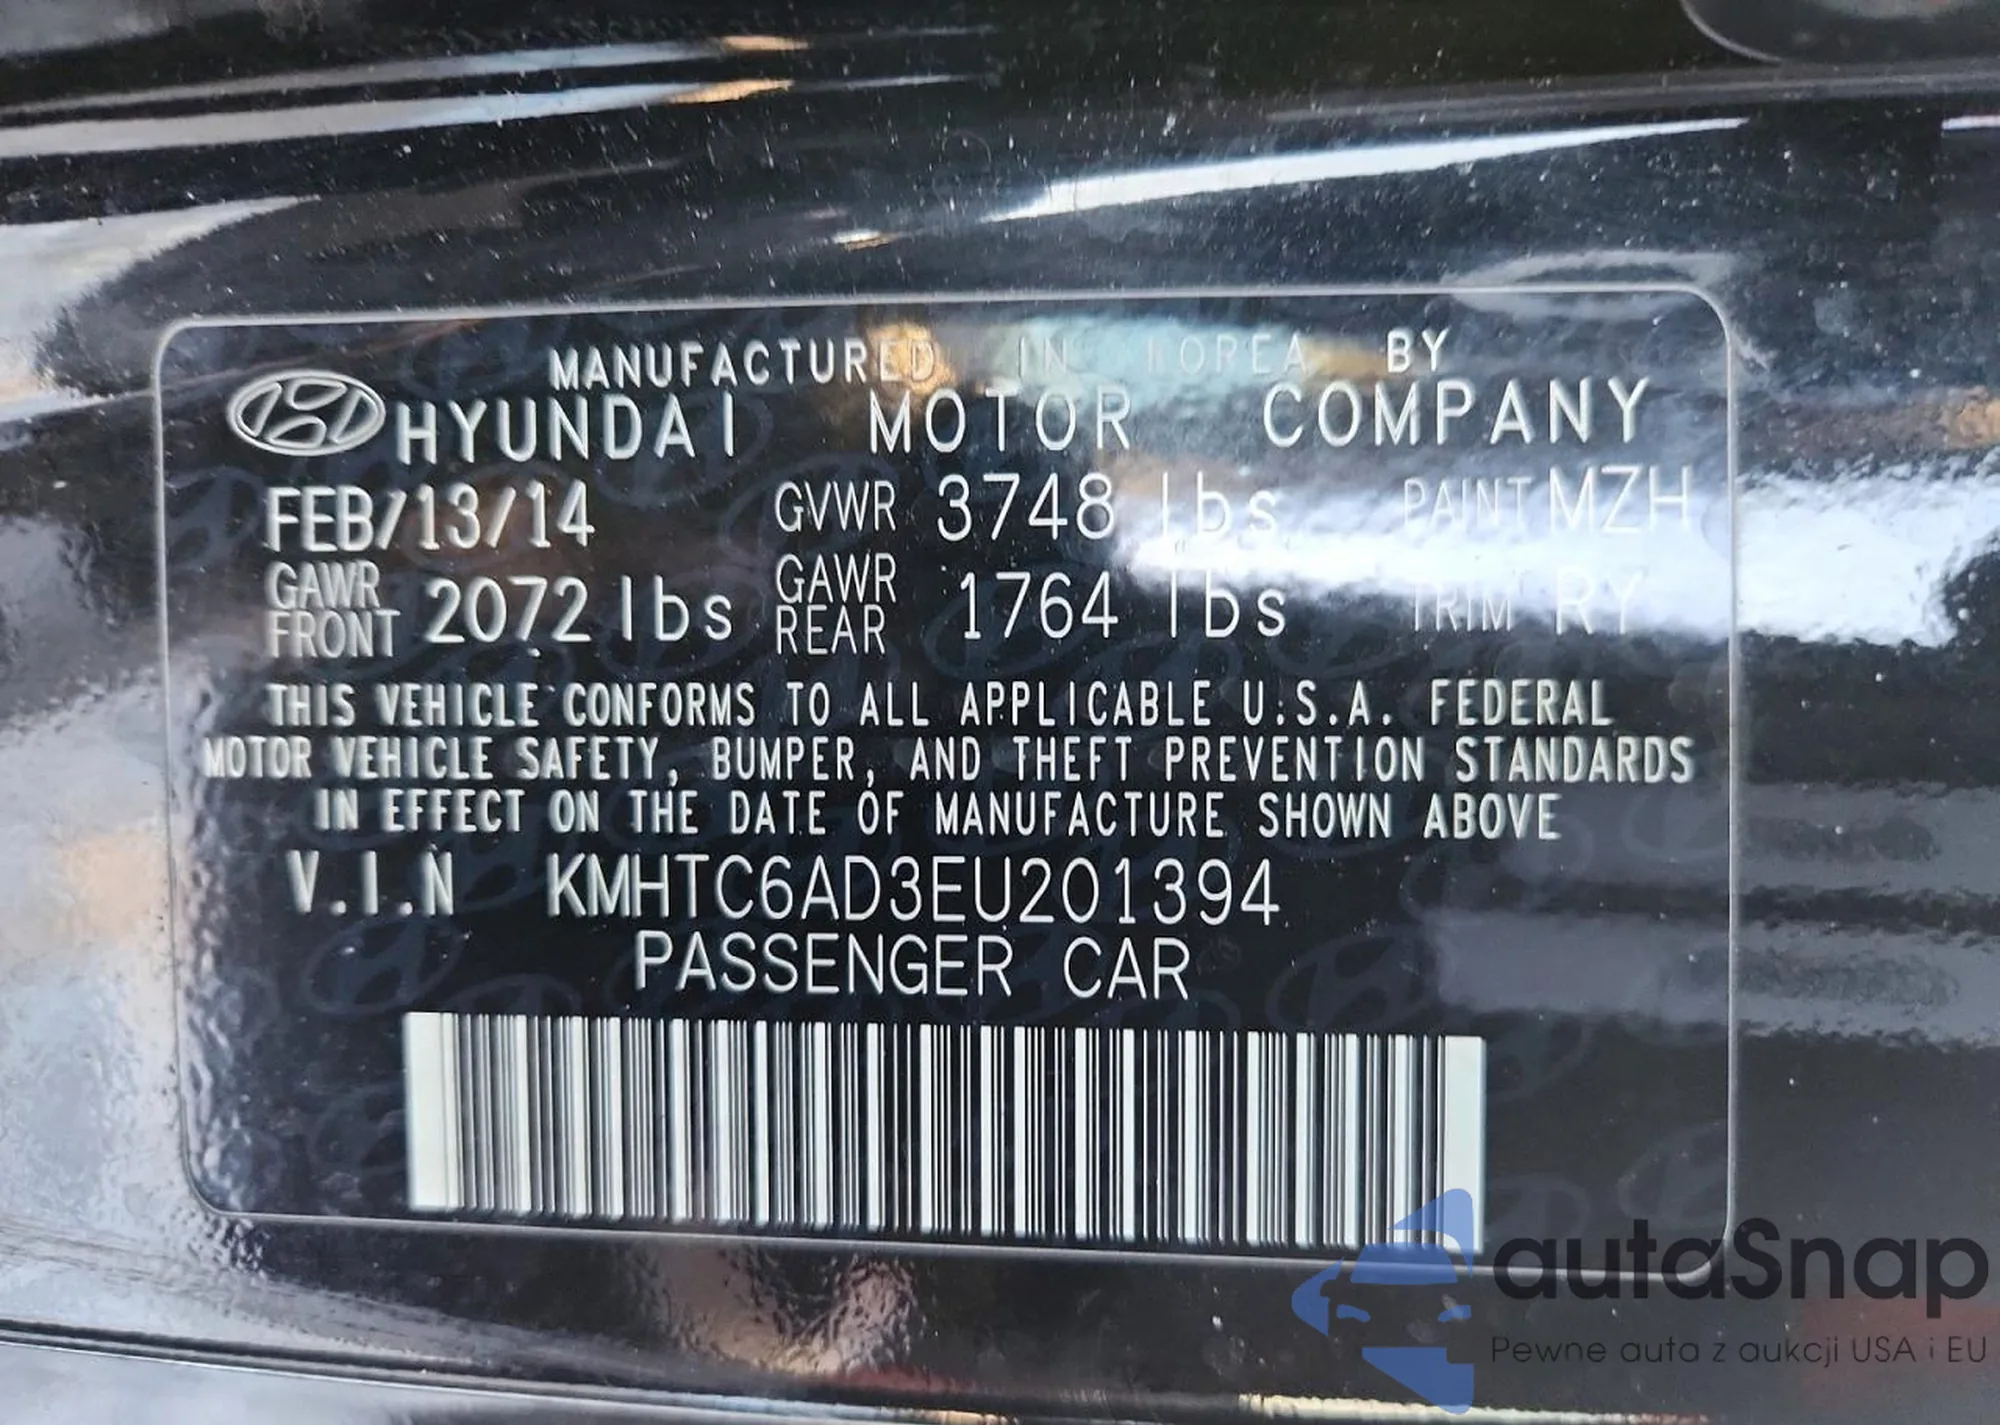 MANUFACTURED IN KOREA BY
HYUNDAI MOTOR COMPANY
FEB/13/14 GVWR 3748 lbs PAINT MZH
GAWR FRONT 2072 lbs GAWR REAR 1764 lbs TRIM RY
THIS VEHICLE CONFORMS TO ALL APPLICABLE U.S.A. FEDERAL
MOTOR VEHICLE SAFETY, BUMPER, AND THEFT PREVENTION STANDARDS
IN EFFECT ON THE DATE OF MANUFACTURE SHOWN ABOVE
V.I.N KMHTC6AD3EU201394
PASSENGER CAR
autaSnap
Pewne auta z aukcji USA i EU